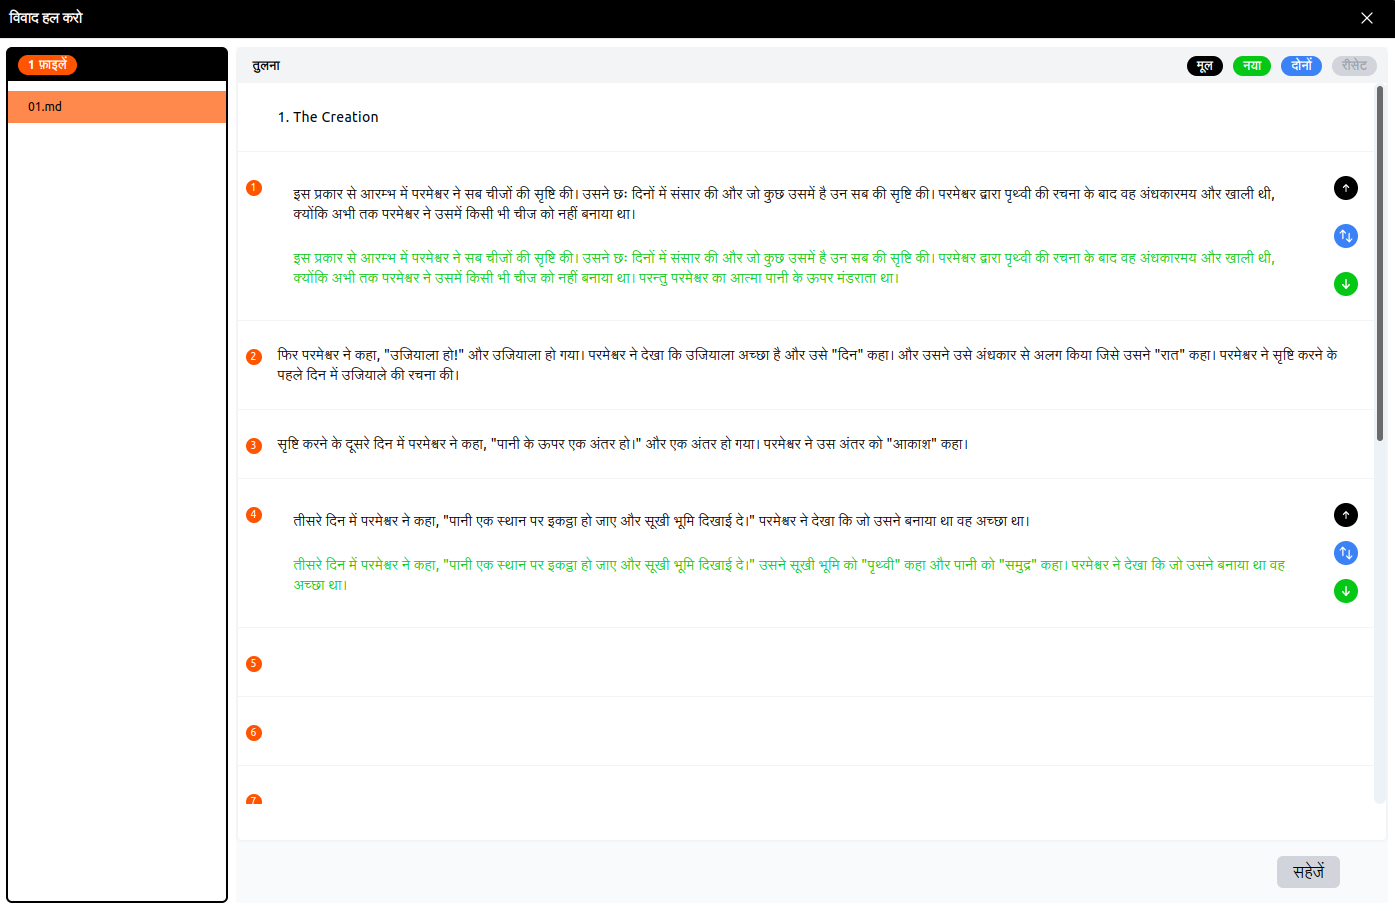 विवाद हल करो
1 फ़ाइलें
01.md
तुलना
मूल
नया
दोनों
रीसेट
1. The Creation
1
इस प्रकार से आरम्भ में परमेश्वर ने सब चीजों की सृष्टि की। उसने छः दिनों में संसार की और जो कुछ उसमें है उन सब की सृष्टि की। परमेश्वर द्वारा पृथ्वी की रचना के बाद वह अंधकारमय और खाली थी,
क्योंकि अभी तक परमेश्वर ने उसमें किसी भी चीज को नहीं बनाया था।
इस प्रकार से आरम्भ में परमेश्वर ने सब चीजों की सृष्टि की। उसने छः दिनों में संसार की और जो कुछ उसमें है उन सब की सृष्टि की। परमेश्वर द्वारा पृथ्वी की रचना के बाद वह अंधकारमय और खाली थी,
क्योंकि अभी तक परमेश्वर ने उसमें किसी भी चीज को नहीं बनाया था। परन्तु परमेश्वर का आत्मा पानी के ऊपर मंडराता था।
2
फिर परमेश्वर ने कहा, "उजियाला हो!" और उजियाला हो गया। परमेश्वर ने देखा कि उजियाला अच्छा है और उसे "दिन" कहा। और उसने उसे अंधकार से अलग किया जिसे उसने "रात" कहा। परमेश्वर ने सृष्टि करने के
पहले दिन में उजियाले की रचना की।
3
सृष्टि करने के दूसरे दिन में परमेश्वर ने कहा, "पानी के ऊपर एक अंतर हो।" और एक अंतर हो गया। परमेश्वर ने उस अंतर को "आकाश" कहा।
4
तीसरे दिन में परमेश्वर ने कहा, "पानी एक स्थान पर इकट्ठा हो जाए और सूखी भूमि दिखाई दे।" परमेश्वर ने देखा कि जो उसने बनाया था वह अच्छा था।
तीसरे दिन में परमेश्वर ने कहा, "पानी एक स्थान पर इकट्ठा हो जाए और सूखी भूमि दिखाई दे।" उसने सूखी भूमि को "पृथ्वी" कहा और पानी को "समुद्र" कहा। परमेश्वर ने देखा कि जो उसने बनाया था वह
अच्छा था।
5
6
7
सहेजें